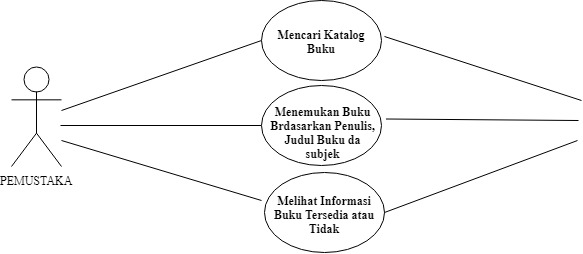 Mencari Katalog
Buku
Menemukan Buku
Brdasarkan Penulis,
Judul Buku da
subjek
PEMUSTAKA
Melihat Informasi
Buku Tersedia atau
Tidak